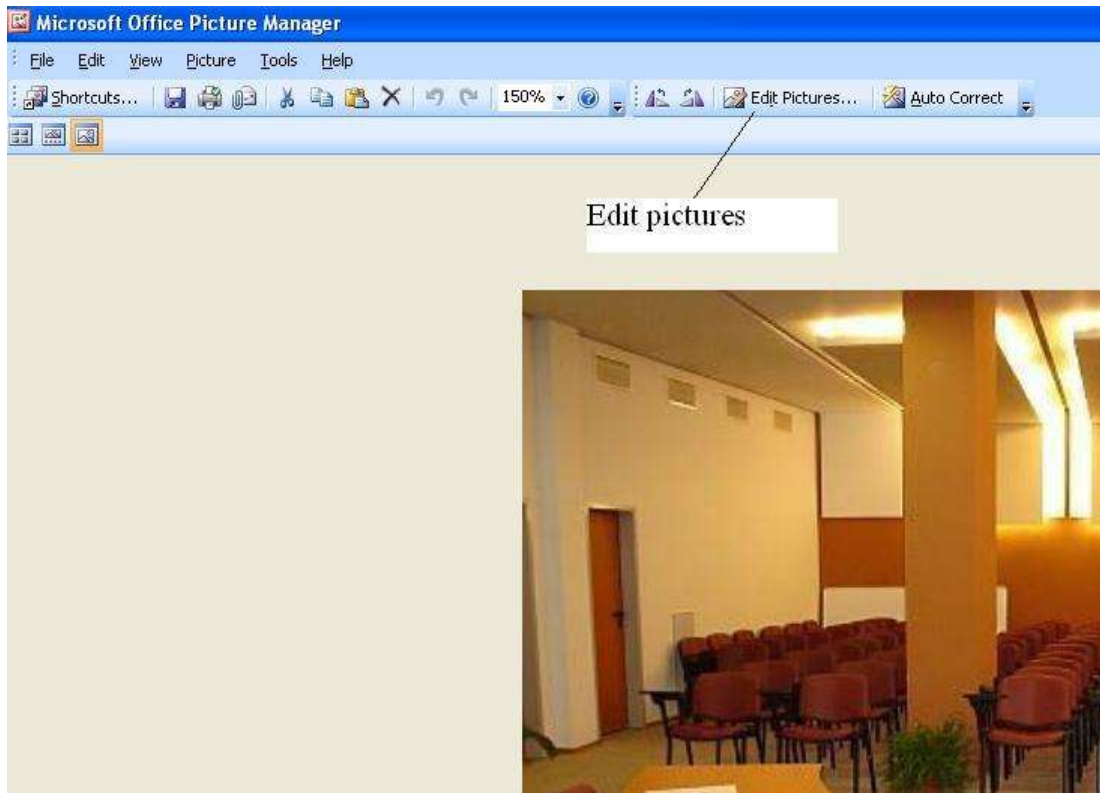 Microsoft Office Picture Manager
File Edit View Picture Tools Help
Shortcuts... 150% Edit Pictures... Auto Correct
Edit pictures